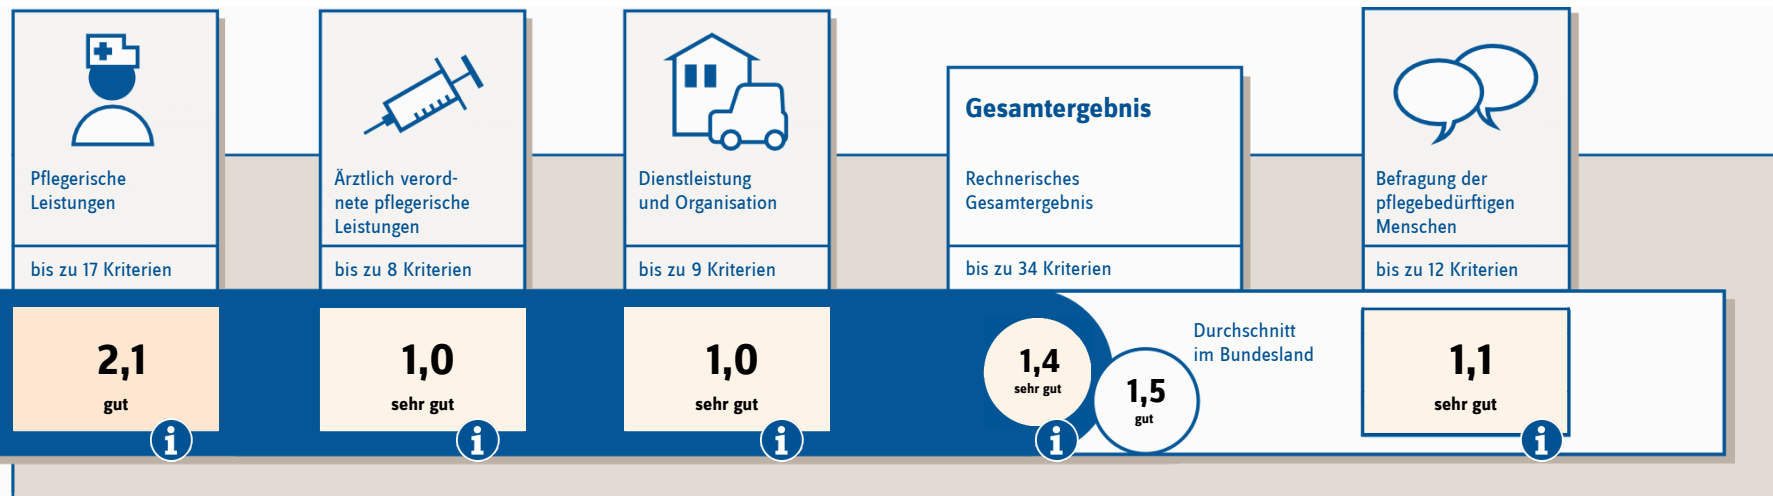 Pflegerische
Leistungen
bis zu 17 Kriterien
2,1
gut
Ärztlich verord-
nete pflegerische
Leistungen
bis zu 8 Kriterien
1,0
sehr gut
Dienstleistung
und Organisation
bis zu 9 Kriterien
1,0
sehr gut
Gesamtergebnis
Rechnerisches
Gesamtergebnis
bis zu 34 Kriterien
1,4
sehr gut
1,5
gut
Durchschnitt
im Bundesland
Befragung der
pflegebedürftigen
Menschen
bis zu 12 Kriterien
1,1
sehr gut